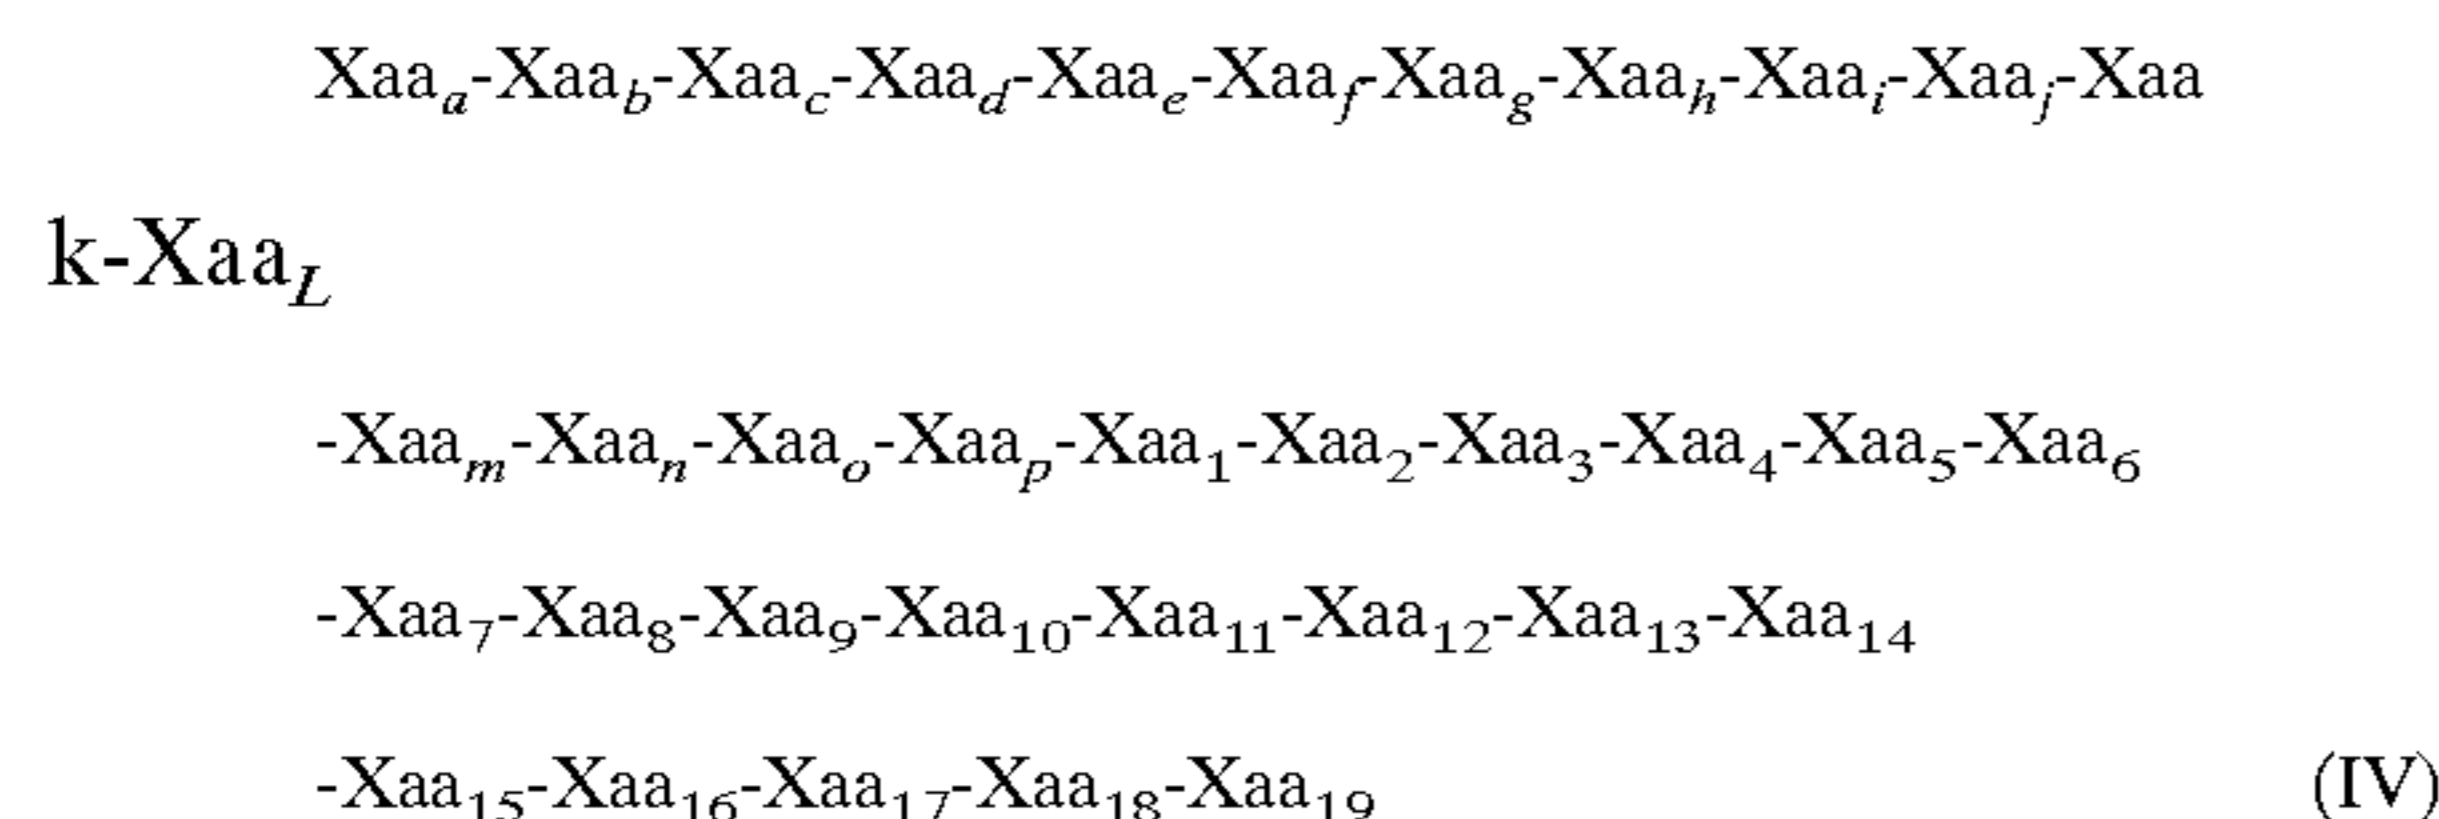 Xaa_a-Xaa_b-Xaa_c-Xaa_d-Xaa_e-Xaa_f-Xaa_g-Xaa_h-Xaa_i-Xaa_j-Xaa
k-Xaa_L
-Xaa_m-Xaa_n-Xaa_o-Xaa_p-Xaa_1-Xaa_2-Xaa_3-Xaa_4-Xaa_5-Xaa_6
-Xaa_7-Xaa_8-Xaa_9-Xaa_10-Xaa_11-Xaa_12-Xaa_13-Xaa_14
-Xaa_15-Xaa_16-Xaa_17-Xaa_18-Xaa_19 (IV)